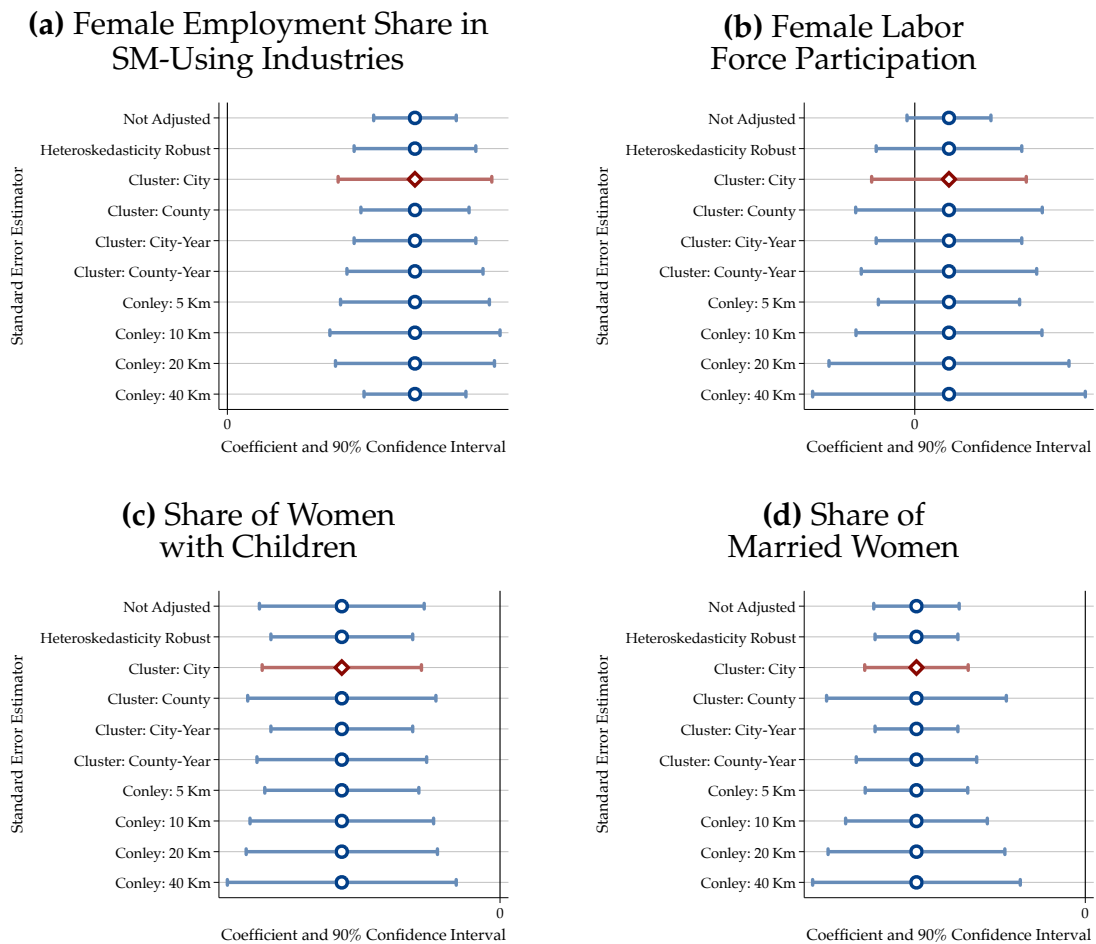 (a) Female Employment Share in
SM-Using Industries
Standard Error Estimator
Not Adjusted
Heteroskedasticity Robust
Cluster: City
Cluster: County
Cluster: City-Year
Cluster: County-Year
Conley: 5 Km
Conley: 10 Km
Conley: 20 Km
Conley: 40 Km
0
Coefficient and 90% Confidence Interval
(b) Female Labor
Force Participation
Standard Error Estimator
Not Adjusted
Heteroskedasticity Robust
Cluster: City
Cluster: County
Cluster: City-Year
Cluster: County-Year
Conley: 5 Km
Conley: 10 Km
Conley: 20 Km
Conley: 40 Km
0
Coefficient and 90% Confidence Interval
(c) Share of Women
with Children
Standard Error Estimator
Not Adjusted
Heteroskedasticity Robust
Cluster: City
Cluster: County
Cluster: City-Year
Cluster: County-Year
Conley: 5 Km
Conley: 10 Km
Conley: 20 Km
Conley: 40 Km
0
Coefficient and 90% Confidence Interval
(d) Share of
Married Women
Standard Error Estimator
Not Adjusted
Heteroskedasticity Robust
Cluster: City
Cluster: County
Cluster: City-Year
Cluster: County-Year
Conley: 5 Km
Conley: 10 Km
Conley: 20 Km
Conley: 40 Km
0
Coefficient and 90% Confidence Interval